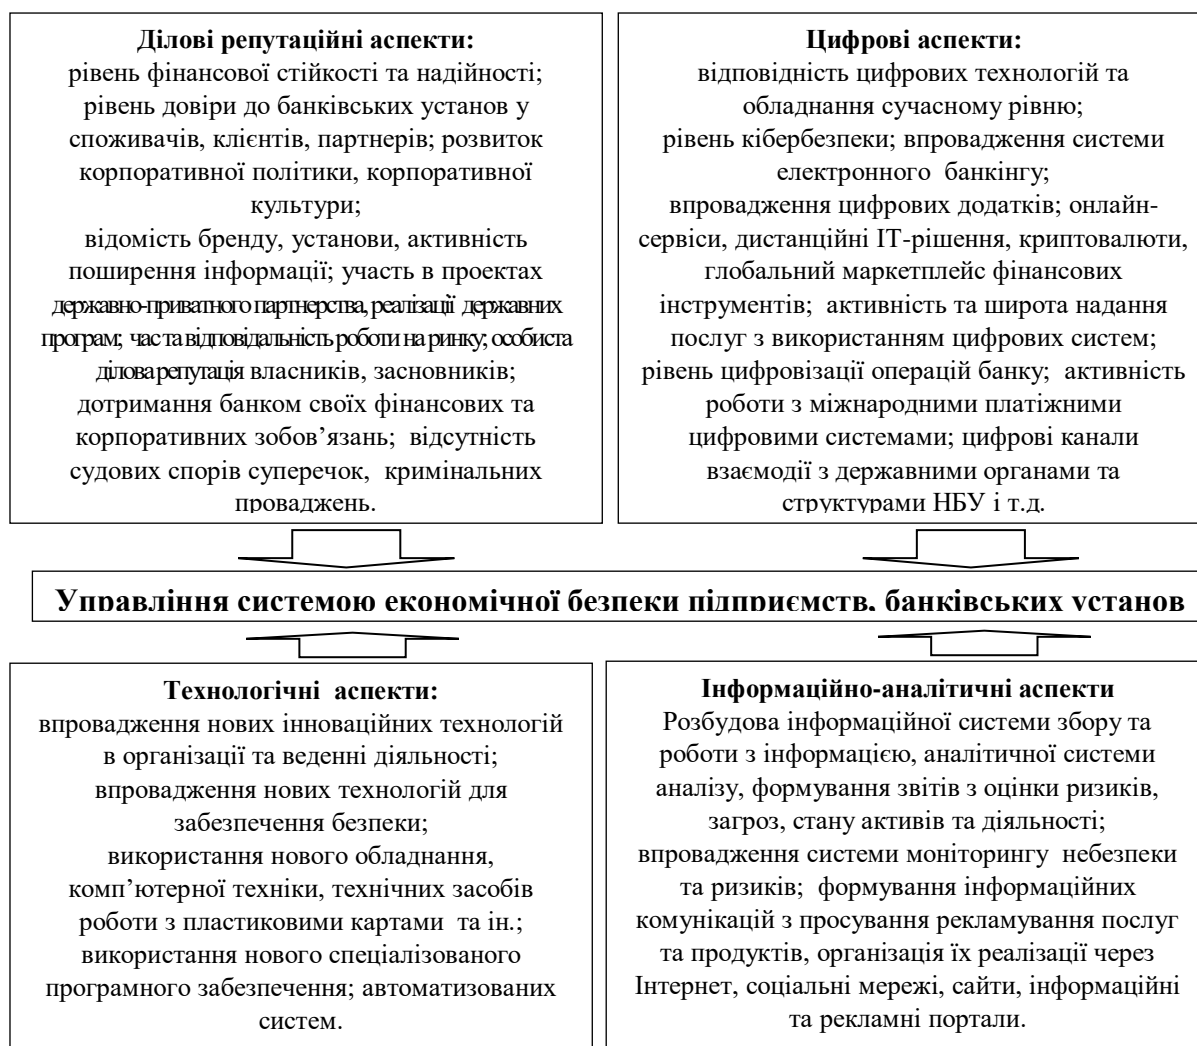 Ділові репутаційні аспекти:
рівень фінансової стійкості та надійності;
рівень довіри до банківських установ у
споживачів, клієнтів, партнерів; розвиток
корпоративної політики, корпоративної
культури;
відомість бренду, установи, активність
поширення інформації; участь в проектах
державно-приватного партнерства, реалізації державних
програм; час та відповідальність роботи на ринку; особиста
ділова репутація власників, засновників;
дотримання банком своїх фінансових та
корпоративних зобов’язань; відсутність
судових спорів суперечок, кримінальних
проваджень.
Цифрові аспекти:
відповідність цифрових технологій та
обладнання сучасному рівню;
рівень кібербезпеки; впровадження системи
електронного банкінгу;
впровадження цифрових додатків; онлайн-
сервіси, дистанційні ІТ-рішення, криптовалюти,
глобальний маркетплейс фінансових
інструментів; активність та широта надання
послуг з використанням цифрових систем;
рівень цифровізації операцій банку; активність
роботи з міжнародними платіжними
цифровими системами; цифрові канали
взаємодії з державними органами та
структурами НБУ і т.д.
Управління системою економічної безпеки підприємств, банківських установ
Технологічні аспекти:
впровадження нових інноваційних технологій
в організації та веденні діяльності;
впровадження нових технологій для
забезпечення безпеки;
використання нового обладнання,
комп’ютерної техніки, технічних засобів
роботи з пластиковими картами та ін.;
використання нового спеціалізованого
програмного забезпечення; автоматизованих
систем.
Інформаційно-аналітичні аспекти
Розбудова інформаційної системи збору та
роботи з інформацією, аналітичної системи
аналізу, формування звітів з оцінки ризиків,
загроз, стану активів та діяльності;
впровадження системи моніторингу небезпеки
та ризиків; формування інформаційних
комунікацій з просування рекламування послуг
та продуктів, організація їх реалізації через
Інтернет, соціальні мережі, сайти, інформаційні
та рекламні портали.